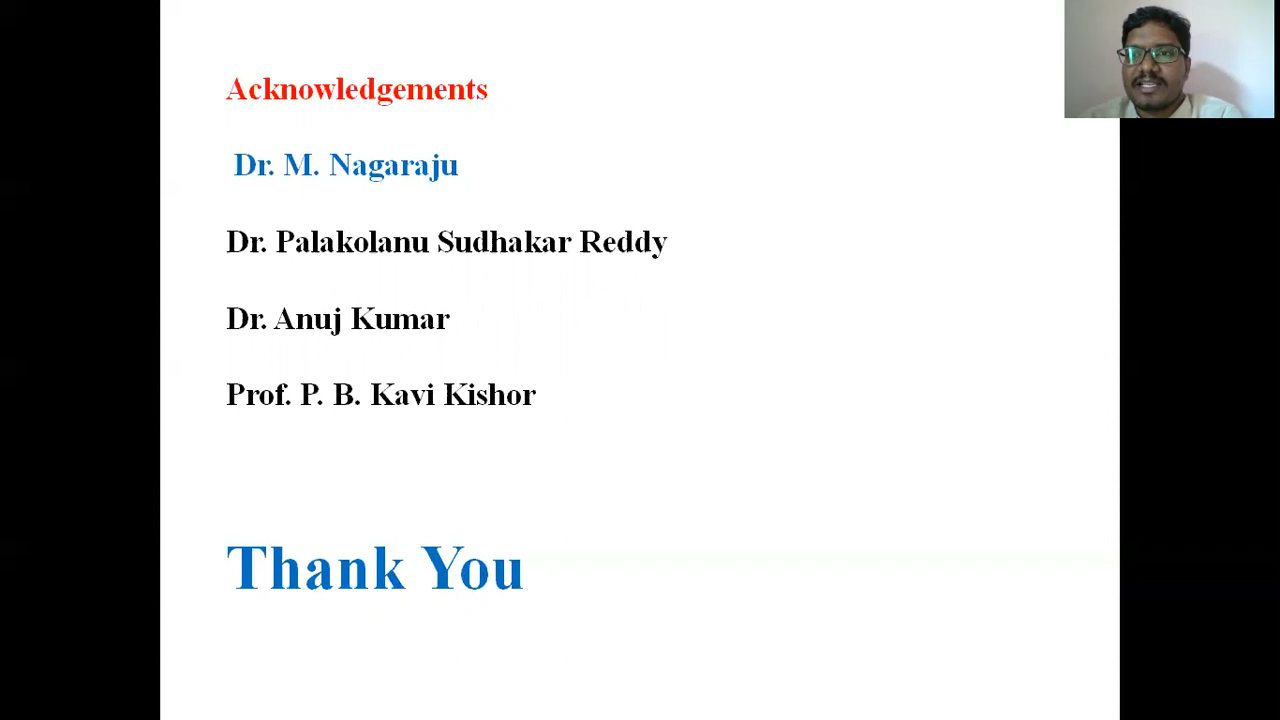 Acknowledgements
Dr. M. Nagaraju
Dr. Palakolanu Sudhakar Reddy
Dr. Anuj Kumar
Prof. P. B. Kavi Kishor
Thank You